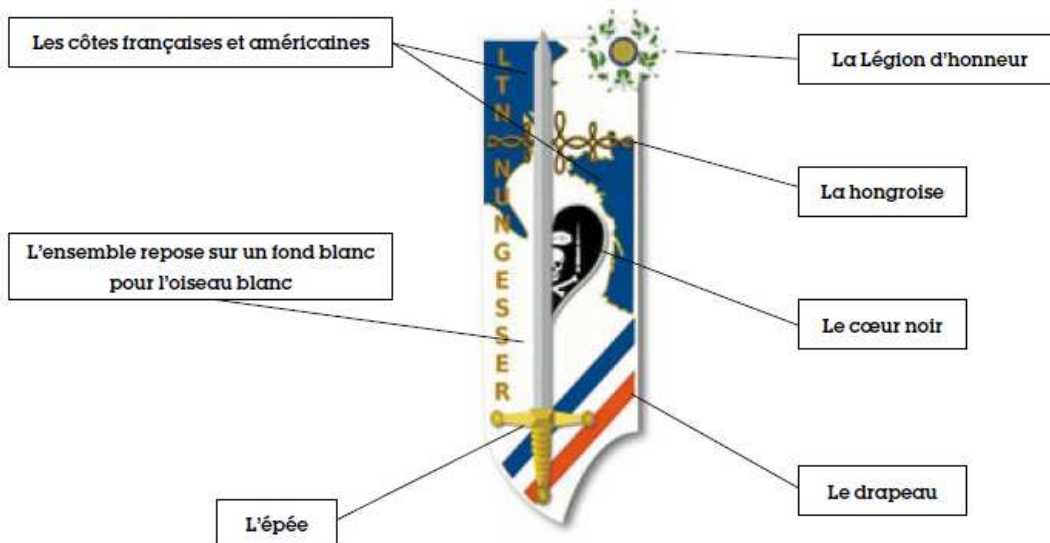 Les côtes françaises et américaines
La Légion d'honneur
LTN NUNGESSER
La hongroise
L'ensemble repose sur un fond blanc
pour l'oiseau blanc
Le cœur noir
Le drapeau
L'épée